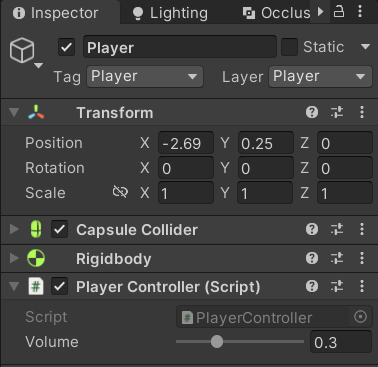 Inspector Lighting Occlus
Player Static
Tag Player Layer Player
Transform
Position X -2.69 Y 0.25 Z 0
Rotation X 0 Y 0 Z 0
Scale X 1 Y 1 Z 1
Capsule Collider
Rigidbody
Player Controller (Script)
Script # PlayerController
Volume 0.3